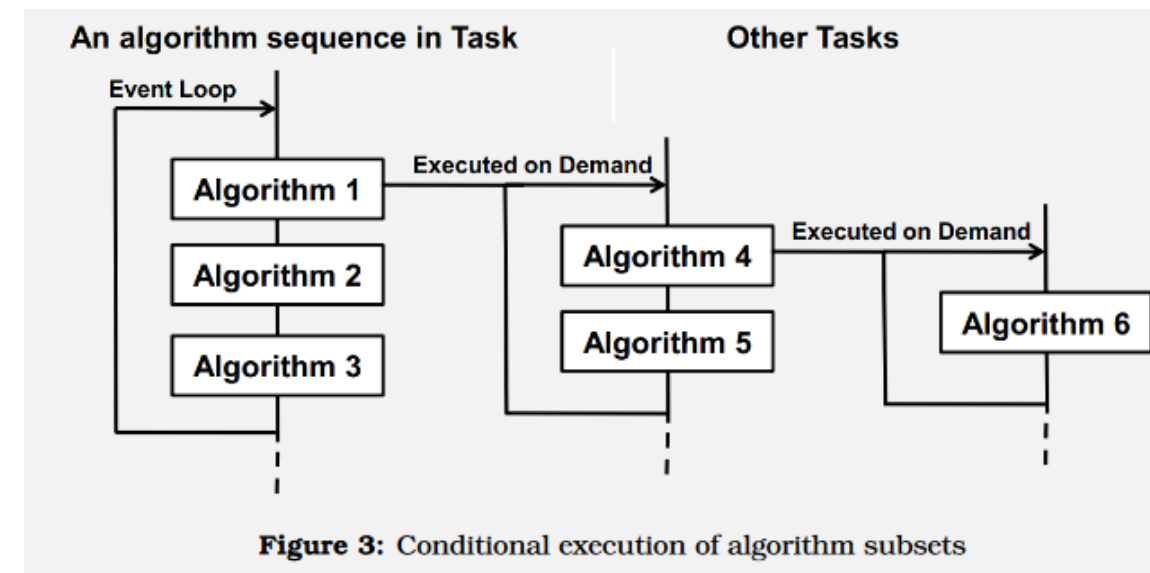 An algorithm sequence in Task
Other Tasks
Event Loop
Algorithm 1
Algorithm 2
Algorithm 3
Executed on Demand
Algorithm 4
Algorithm 5
Executed on Demand
Algorithm 6
Figure 3: Conditional execution of algorithm subsets